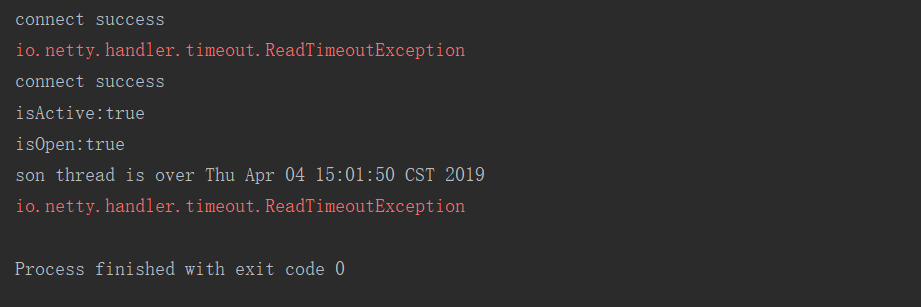 connect success
io.netty.handler.timeout.ReadTimeoutException
connect success
isActive:true
isOpen:true
son thread is over Thu Apr 04 15:01:50 CST 2019
io.netty.handler.timeout.ReadTimeoutException
Process finished with exit code 0